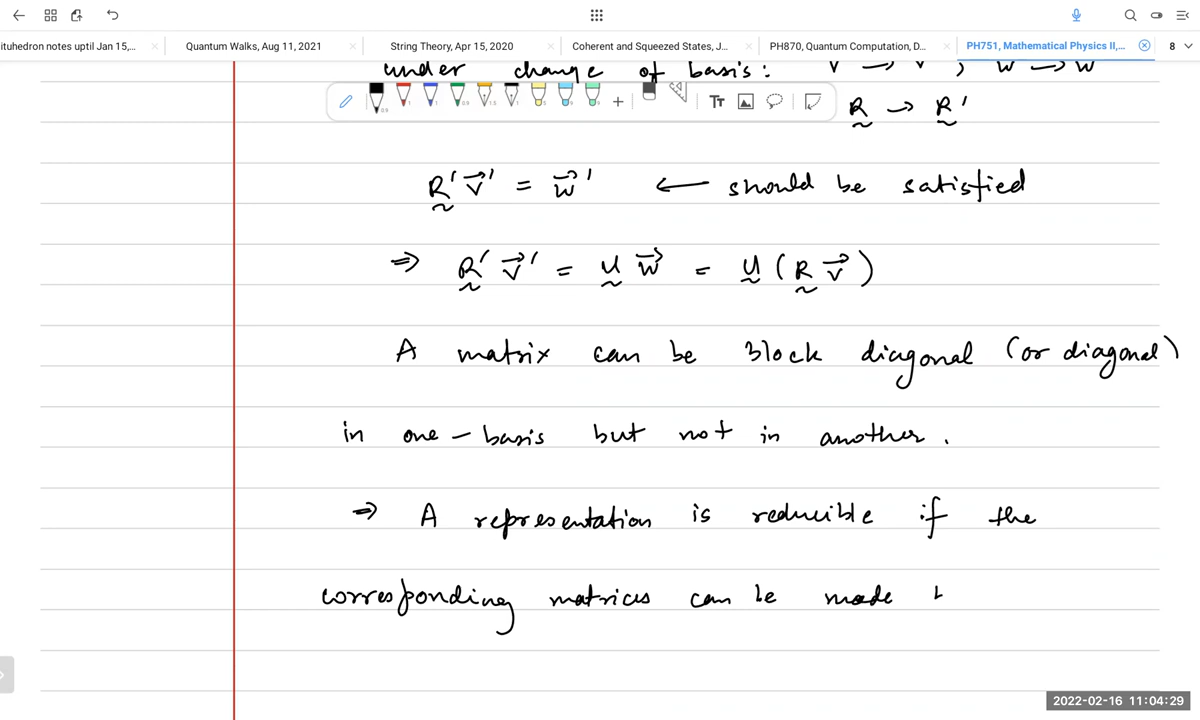 ituhedron notes uptil Jan 15,... Quantum Walks, Aug 11, 2021 String Theory, Apr 15, 2020 Coherent and Squeezed States, J... PH870, Quantum Computation, D... PH751, Mathematical Physics II,... 8
under change of basis: v → v', w → w'
R → R'
R' v⃗' = w⃗' ← should be satisfied
⇒ R' v⃗' = U w⃗ = U (R v⃗)
A matrix can be block diagonal (or diagonal)
in one-basis but not in another.
⇒ A representation is reducible if the
corresponding matrices can be made
2022-02-16 11:04:29